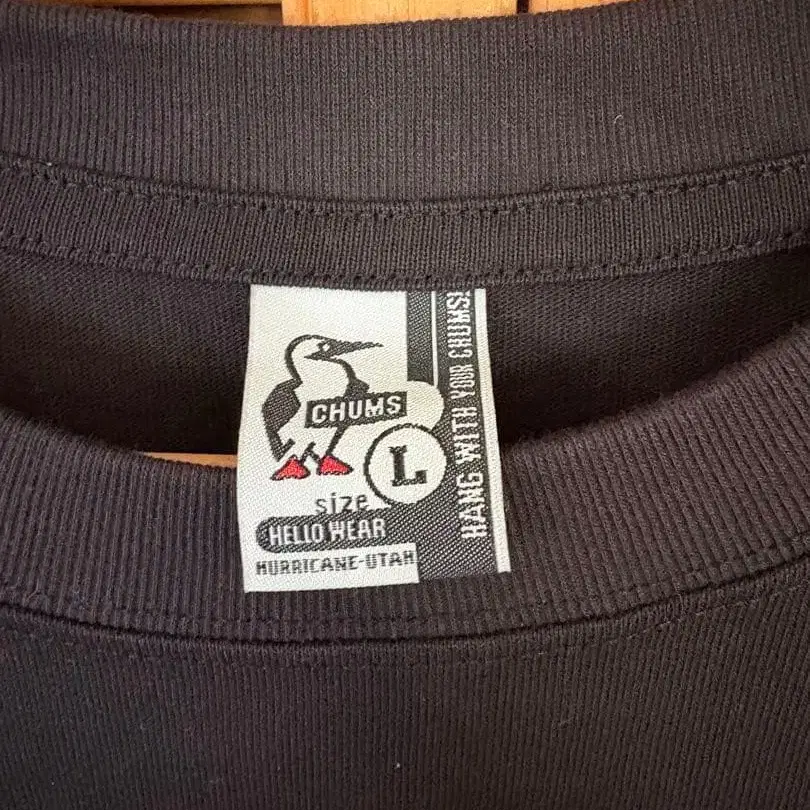 CHUMS
L
size
HELLO WEAR
HURRICANE-UTAH
HANG WITH YOUR CHUMS!